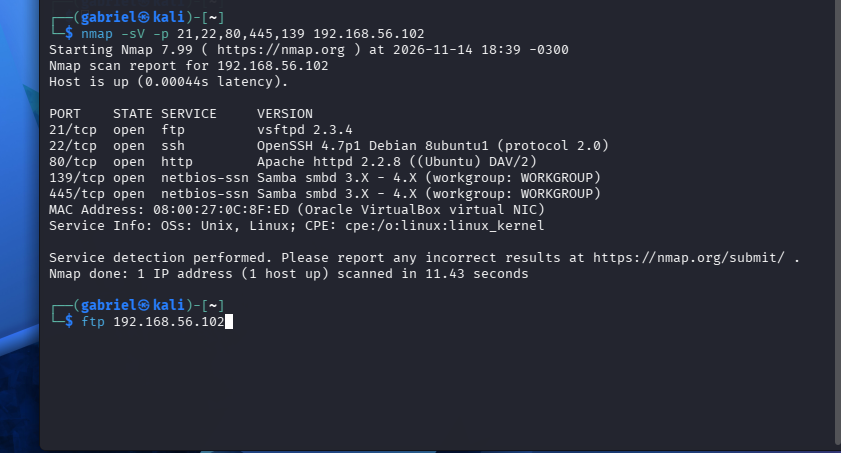 ┌──(gabriel㉿kali)-[~]
└─$ nmap -sV -p 21,22,80,445,139 192.168.56.102
Starting Nmap 7.99 ( https://nmap.org ) at 2026-11-14 18:39 -0300
Nmap scan report for 192.168.56.102
Host is up (0.00044s latency).

PORT    STATE SERVICE     VERSION
21/tcp  open  ftp         vsftpd 2.3.4
22/tcp  open  ssh         OpenSSH 4.7p1 Debian 8ubuntu1 (protocol 2.0)
80/tcp  open  http        Apache httpd 2.2.8 ((Ubuntu) DAV/2)
139/tcp open  netbios-ssn Samba smbd 3.X - 4.X (workgroup: WORKGROUP)
445/tcp open  netbios-ssn Samba smbd 3.X - 4.X (workgroup: WORKGROUP)
MAC Address: 08:00:27:0C:8F:ED (Oracle VirtualBox virtual NIC)
Service Info: OSs: Unix, Linux; CPE: cpe:/o:linux:linux_kernel

Service detection performed. Please report any incorrect results at https://nmap.org/submit/ .
Nmap done: 1 IP address (1 host up) scanned in 11.43 seconds

┌──(gabriel㉿kali)-[~]
└─$ ftp 192.168.56.102